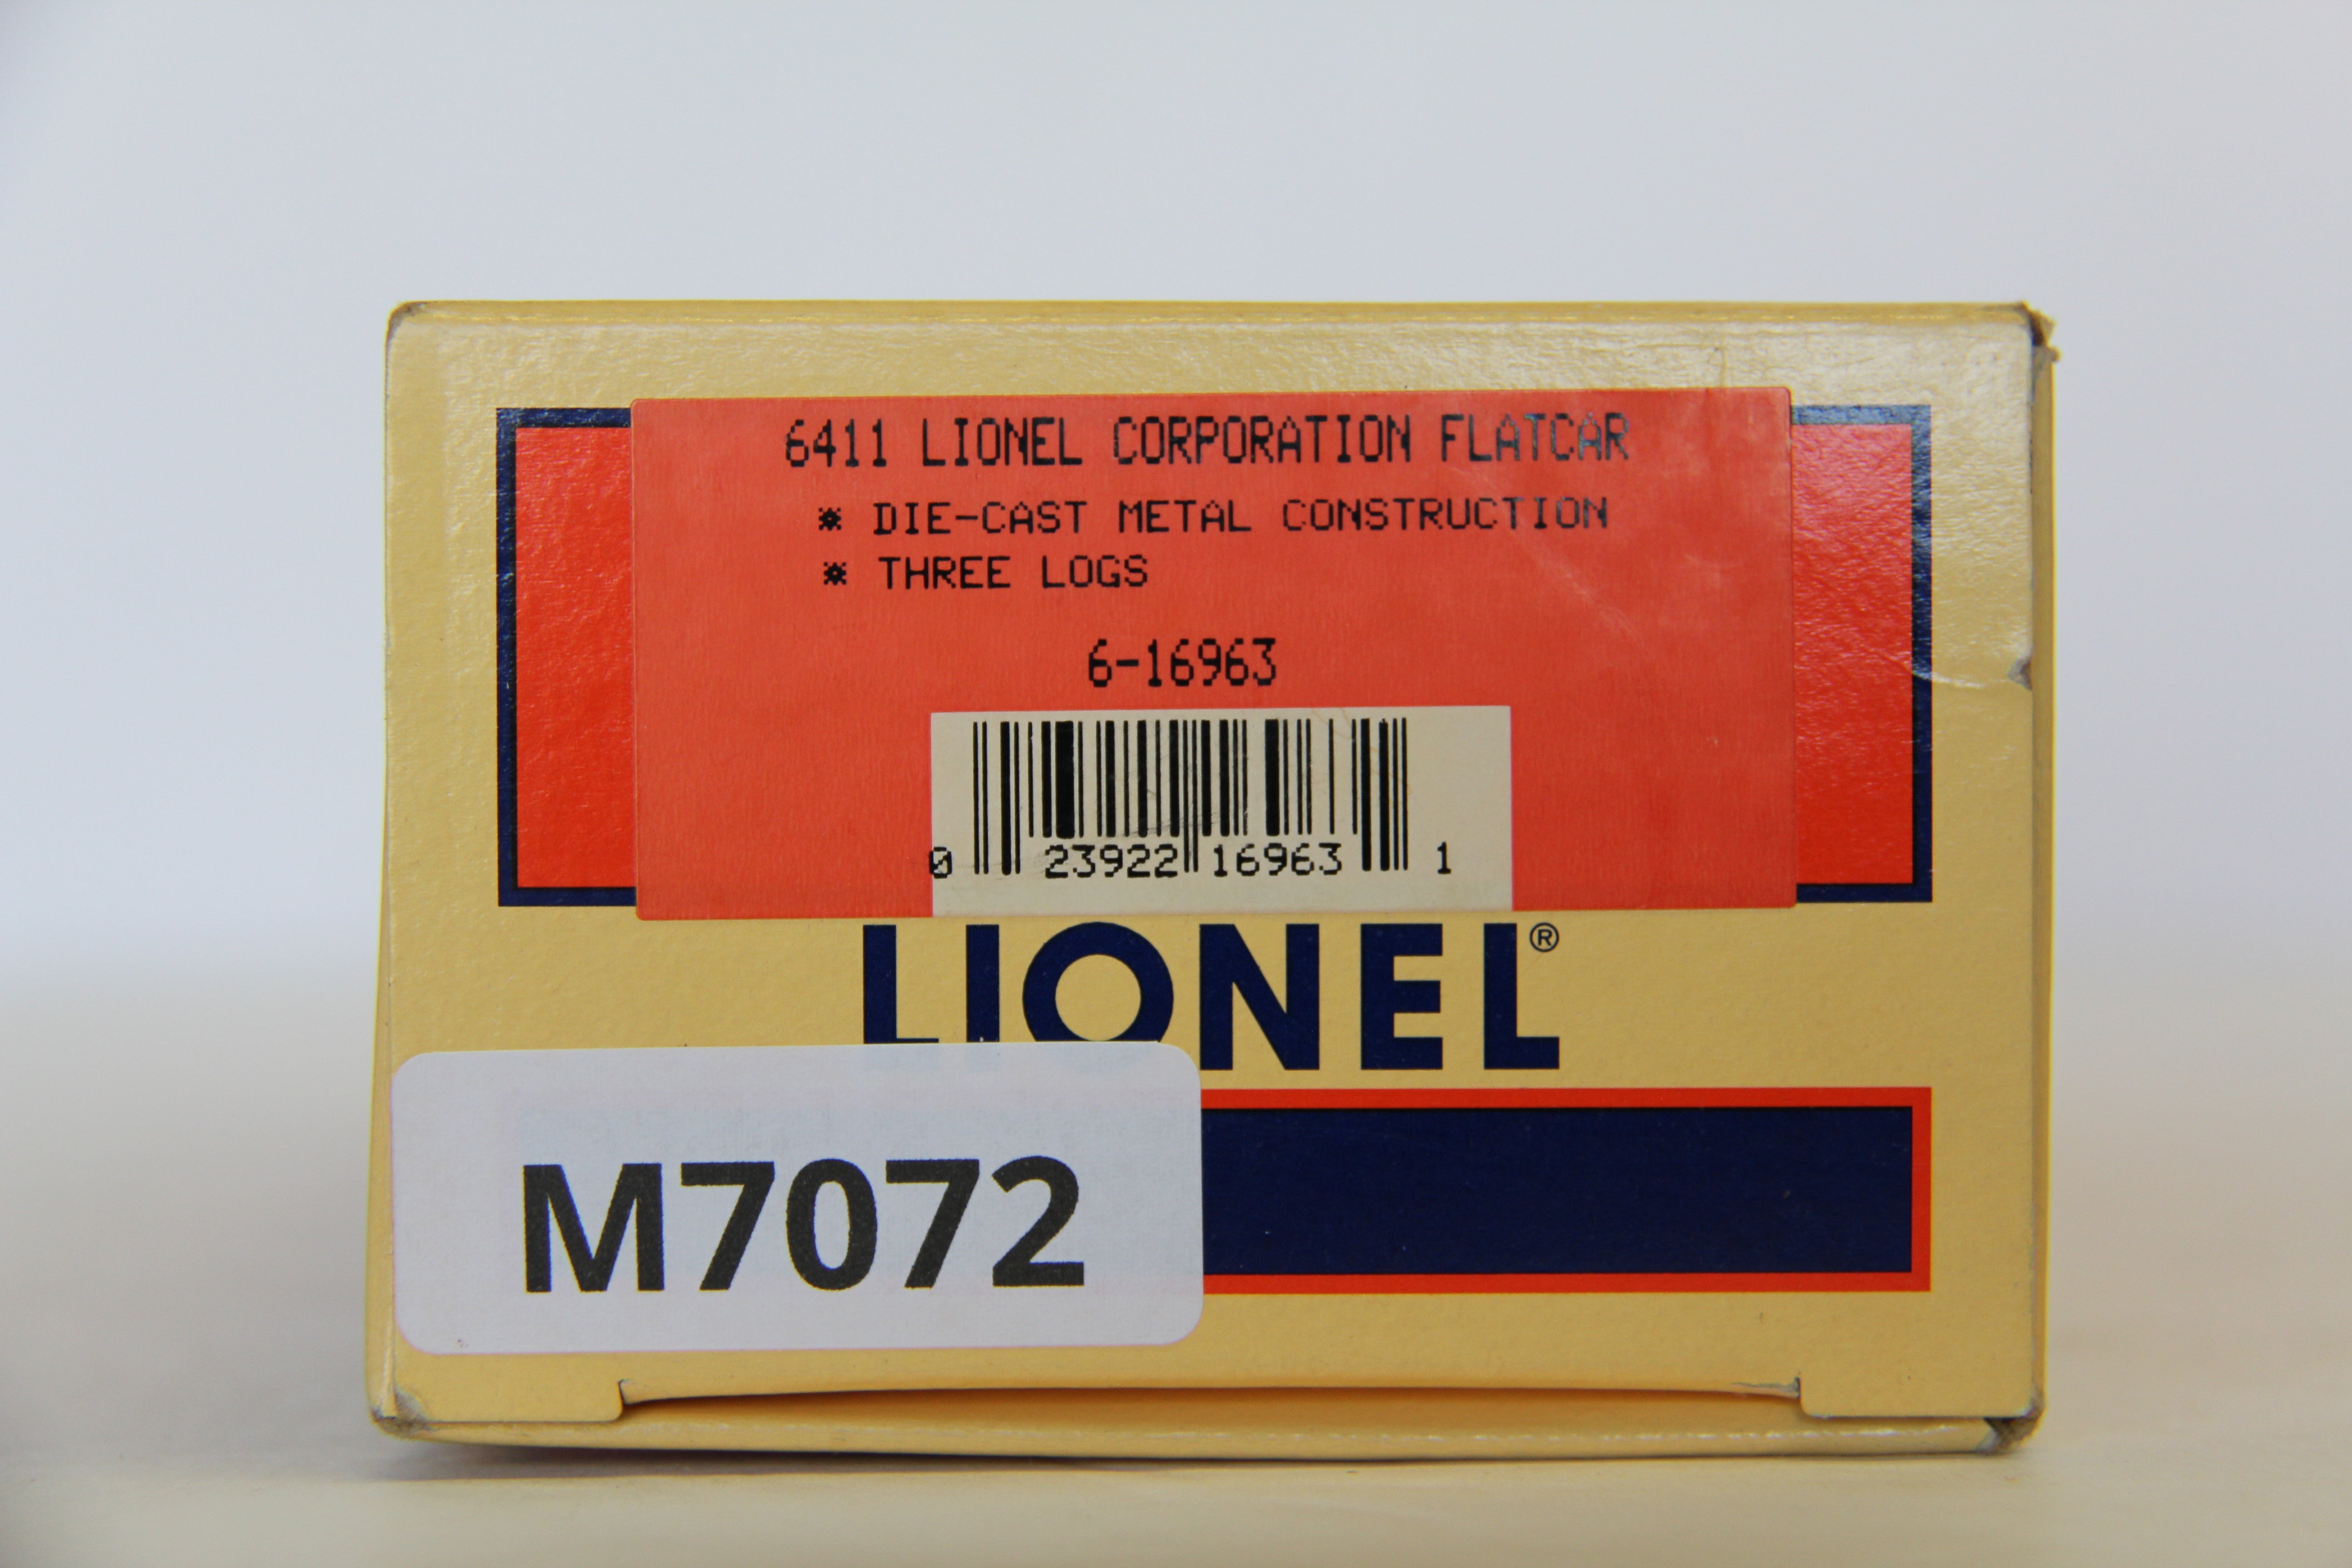 6411 LIONEL CORPORATION FLATCAR
* DIE-CAST METAL CONSTRUCTION
* THREE LOGS
6-16963
0 23922 16963 1
LIONEL®
M7072